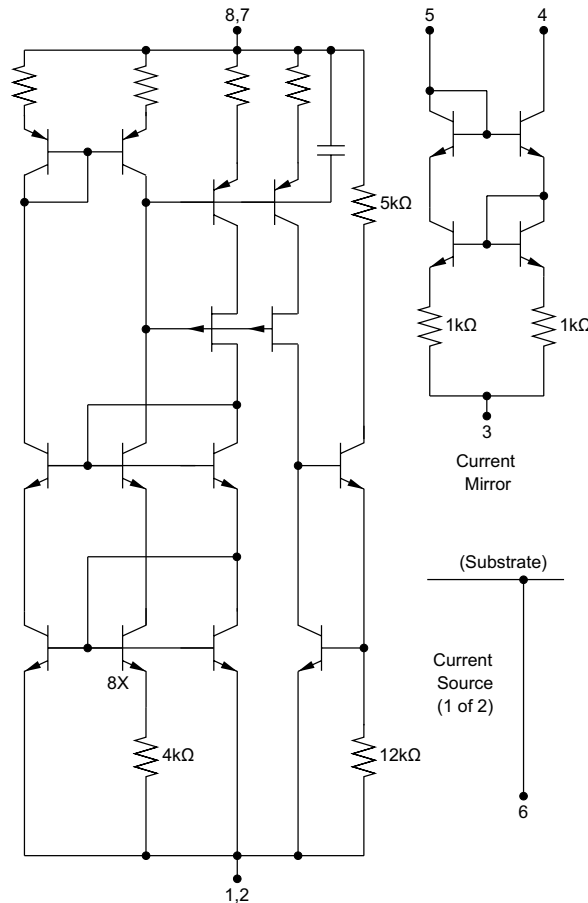 8,7
5
4
5kΩ
1kΩ
1kΩ
3
Current
Mirror
(Substrate)
Current
Source
(1 of 2)
8X
4kΩ
12kΩ
6
1,2